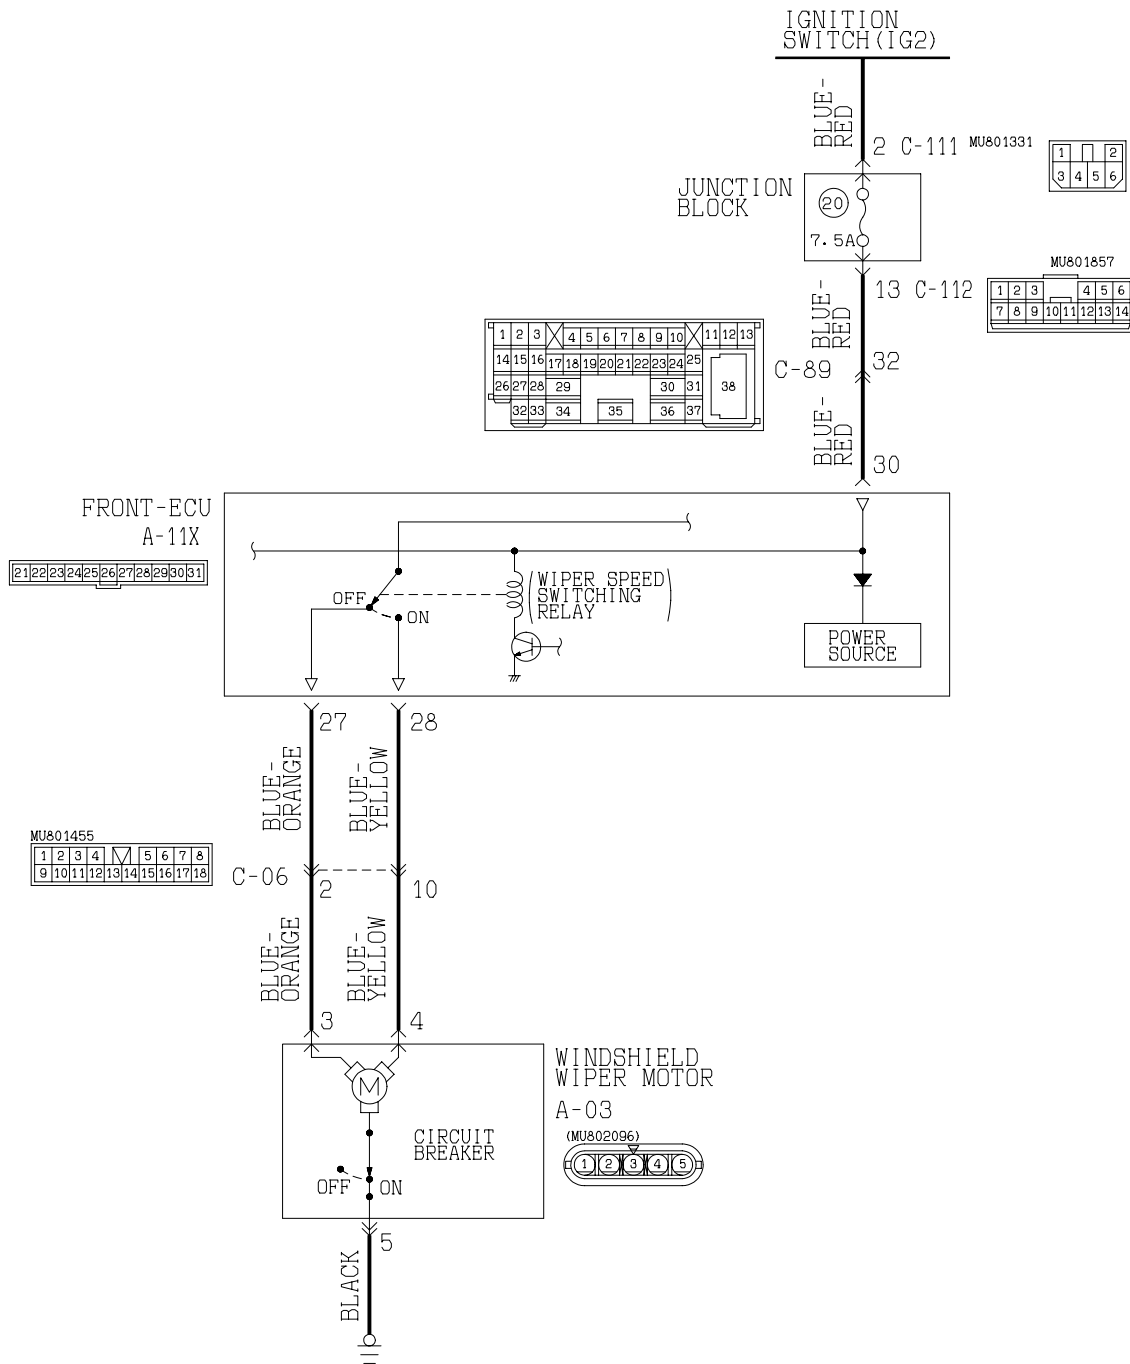 IGNITION
SWITCH(IG2)
BLUE-
RED
2 C-111 MU801331
1 2
3 4 5 6
JUNCTION
BLOCK
20
7.5A
MU801857
13 C-112
1 2 3 4 5 6
7 8 9 10 11 12 13 14
BLUE-
RED
1 2 3 4 5 6 7 8 9 10 11 12 13
14 15 16 17 18 19 20 21 22 23 24 25
26 27 28 29 30 31 38
32 33 34 35 36 37
C-89 32
BLUE-
RED
30
FRONT-ECU
A-11X
21 22 23 24 25 26 27 28 29 30 31
OFF
ON
(WIPER SPEED
SWITCHING
RELAY)
POWER
SOURCE
27 28
BLUE-
ORANGE
BLUE-
YELLOW
MU801455
1 2 3 4 5 6 7 8
9 10 11 12 13 14 15 16 17 18
C-06 2 10
BLUE-
ORANGE
BLUE-
YELLOW
3 4
M
WINDSHIELD
WIPER MOTOR
A-03
(MU802096)
1 2 3 4 5
CIRCUIT
BREAKER
OFF ON
5
BLACK